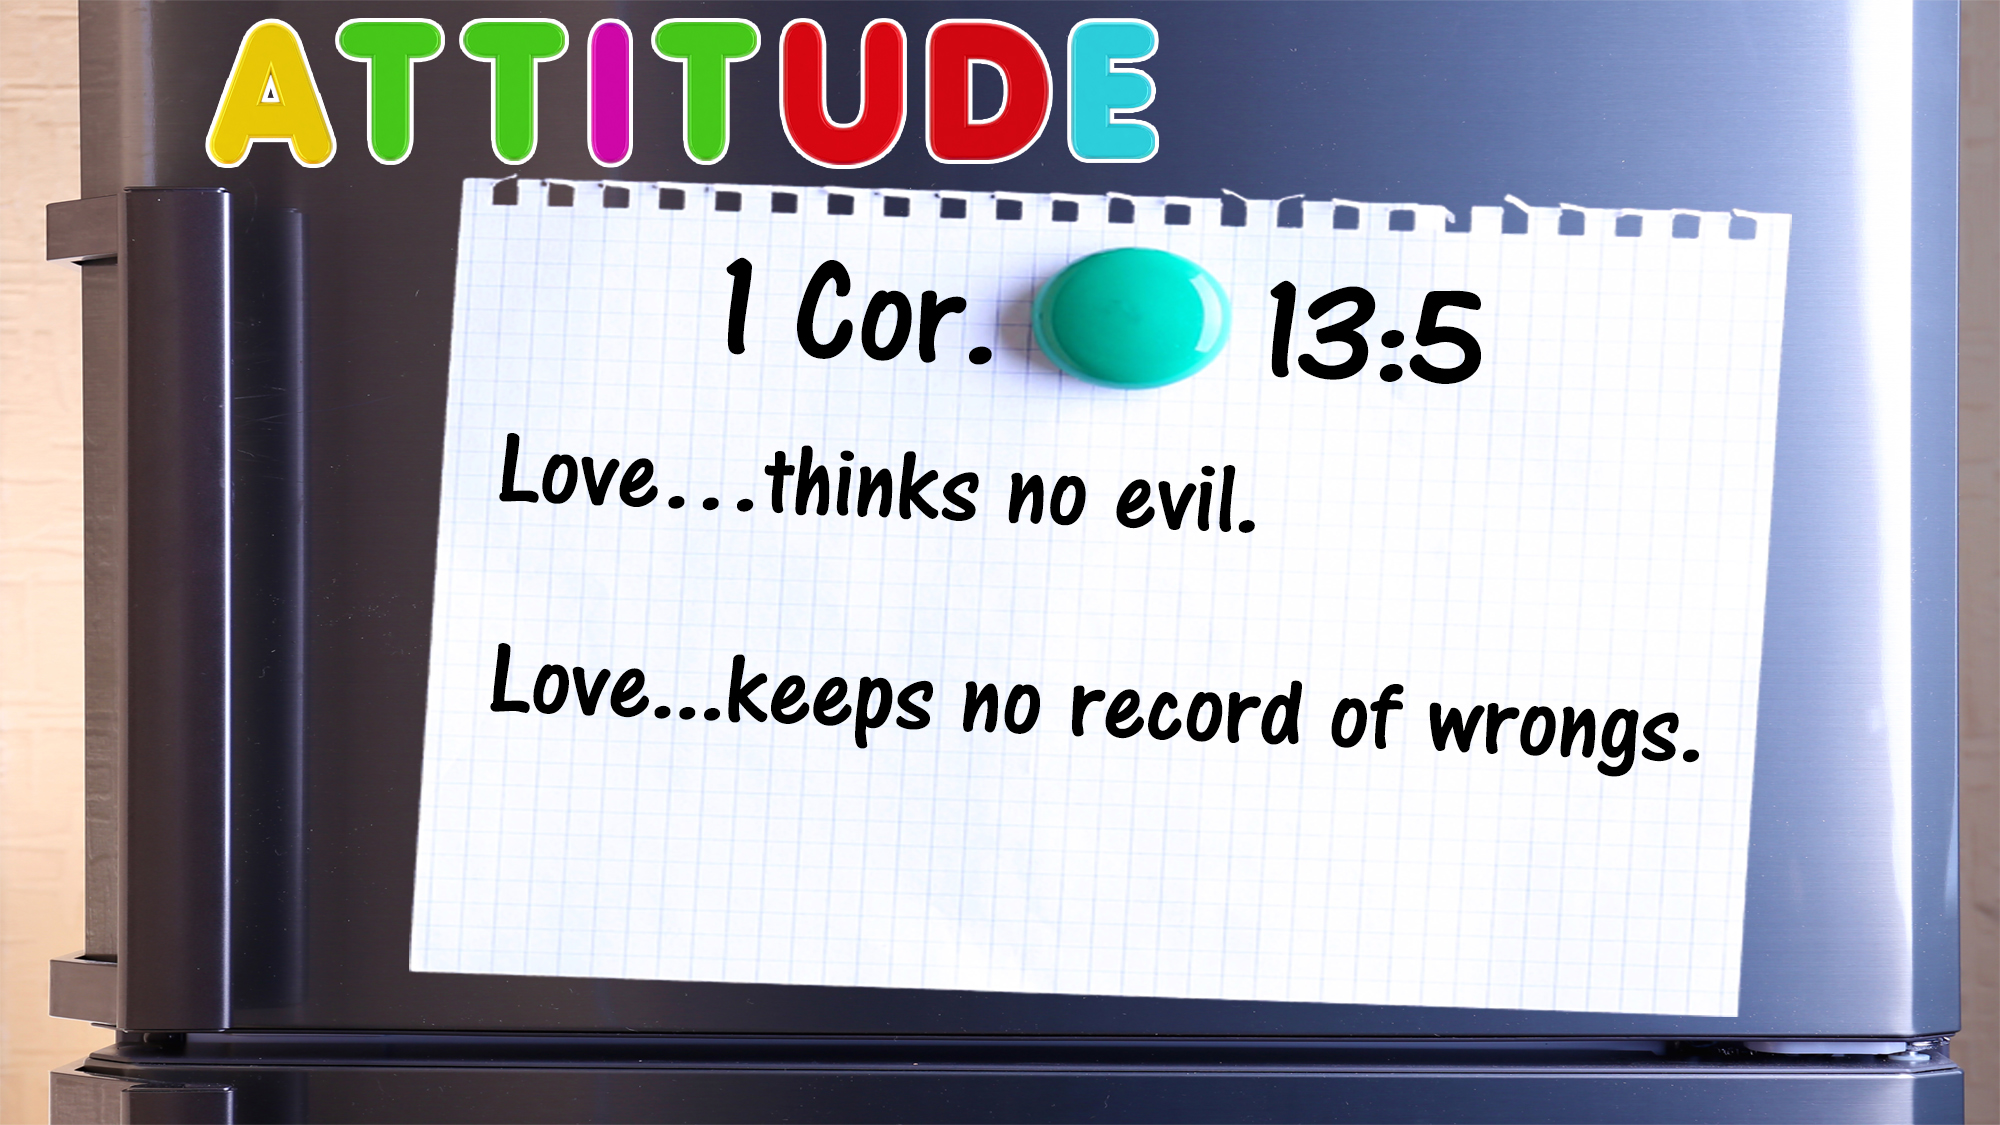 ATTITUDE
1 Cor. 13:5
Love...thinks no evil.
Love...keeps no record of wrongs.